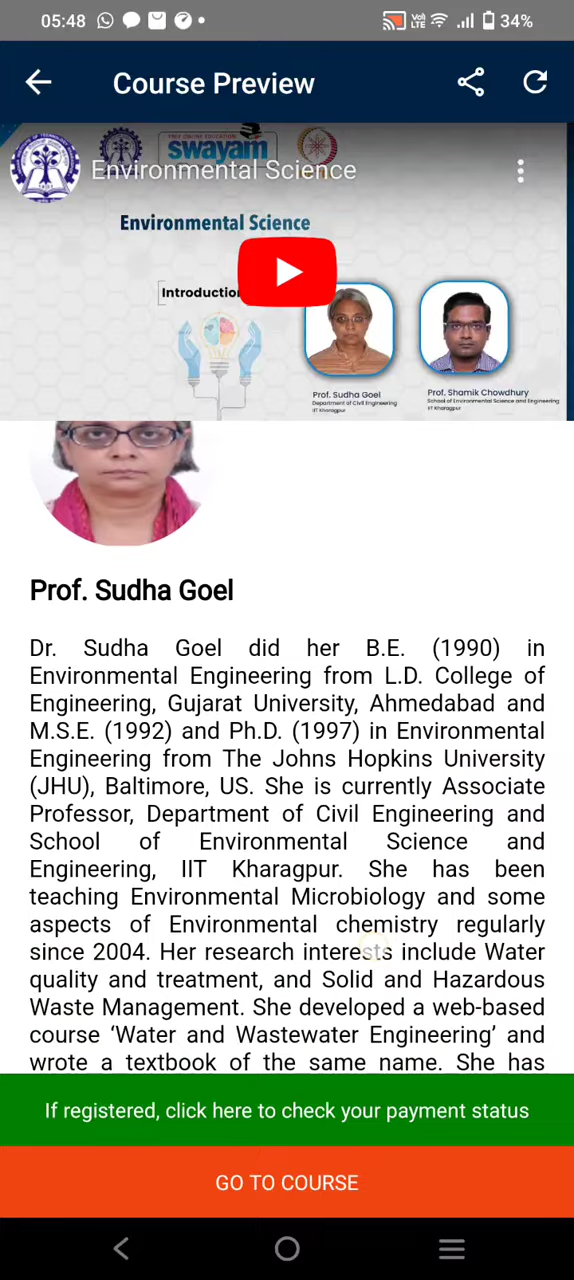 05:48
VoI LTE
34%
Course Preview
FREE ONLINE EDUCATION
swayam
Environmental Science
Environmental Science
Introduction
Prof. Sudha Goel
Department of Civil Engineering
IIT Kharagpur
Prof. Shamik Chowdhury
School of Environmental Science and Engineering
IIT Kharagpur
Prof. Sudha Goel
Dr. Sudha Goel did her B.E. (1990) in
Environmental Engineering from L.D. College of
Engineering, Gujarat University, Ahmedabad and
M.S.E. (1992) and Ph.D. (1997) in Environmental
Engineering from The Johns Hopkins University
(JHU), Baltimore, US. She is currently Associate
Professor, Department of Civil Engineering and
School of Environmental Science and
Engineering, IIT Kharagpur. She has been
teaching Environmental Microbiology and some
aspects of Environmental chemistry regularly
since 2004. Her research interests include Water
quality and treatment, and Solid and Hazardous
Waste Management. She developed a web-based
course ‘Water and Wastewater Engineering’ and
wrote a textbook of the same name. She has
If registered, click here to check your payment status
GO TO COURSE